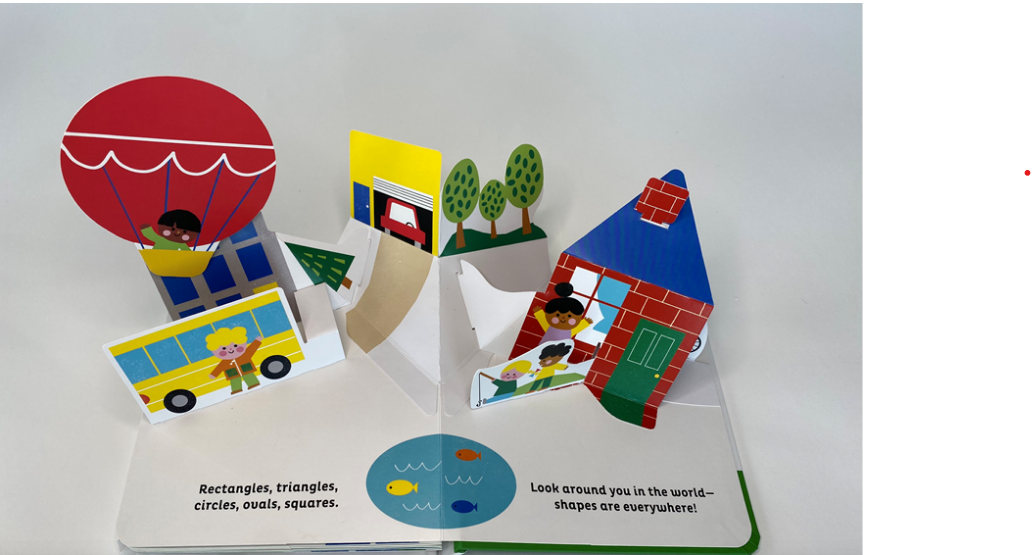 Rectangles, triangles,
circles, ovals, squares.
Look around you in the world—
shapes are everywhere!